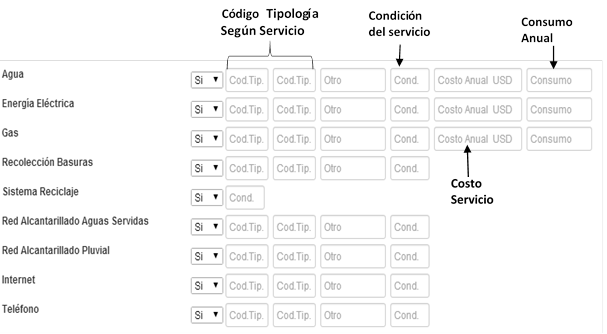 Código Tipología
Según Servicio
Condición
del servicio
Consumo
Anual
Agua Si Cod.Tip. Cod.Tip. Otro Cond. Costo Anual USD Consumo
Energía Eléctrica Si Cod.Tip. Cod.Tip. Otro Cond. Costo Anual USD Consumo
Gas Si Cod.Tip. Cod.Tip. Otro Cond. Costo Anual USD Consumo
Recolección Basuras Si Cod.Tip. Cod.Tip. Otro Cond.
Costo
Servicio
Sistema Reciclaje Si Cond.
Red Alcantarillado Aguas Servidas Si Cod.Tip. Cod.Tip. Otro Cond.
Red Alcantarillado Pluvial Si Cod.Tip. Cod.Tip. Otro Cond.
Internet Si Cod.Tip. Cod.Tip. Otro Cond.
Teléfono Si Cod.Tip. Cod.Tip. Otro Cond.